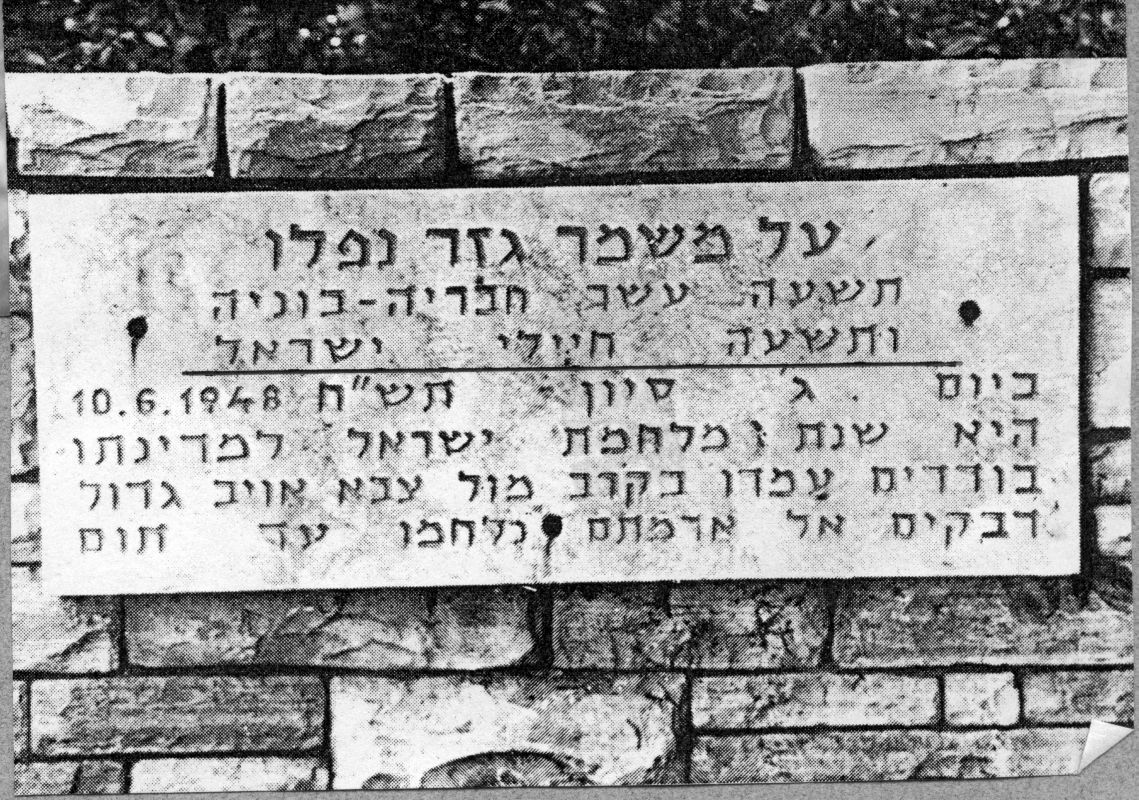 על משמר גזר נפלו
תשעה עשר חבריה-בוניה
ותשעה חיילי ישראל
ביום ג' סיון תש"ח 10.6.1948
היא שנת מלחמת ישראל למדינתו
בודדים עמדו בקרב מול צבא אויב גדול
דבקים אל אדמתם נלחמו עד תום